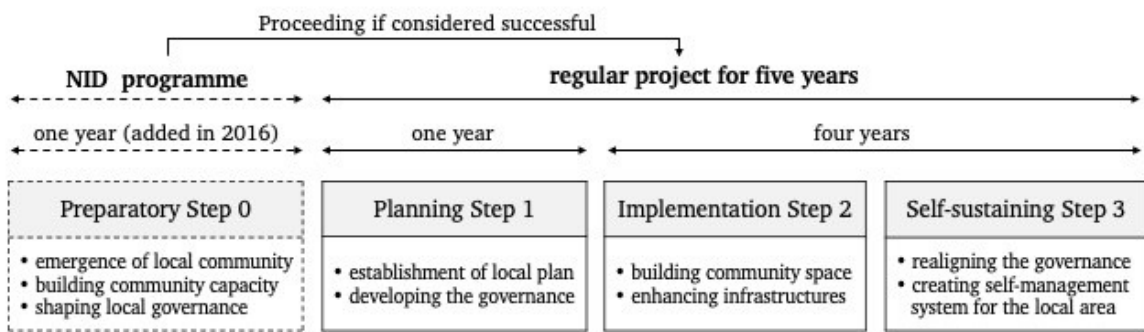 Proceeding if considered successful
NID programme
regular project for five years
one year (added in 2016)
one year
four years
Preparatory Step 0
• emergence of local community
• building community capacity
• shaping local governance
Planning Step 1
• establishment of local plan
• developing the governance
Implementation Step 2
• building community space
• enhancing infrastructures
Self-sustaining Step 3
• realigning the governance
• creating self-management
system for the local area